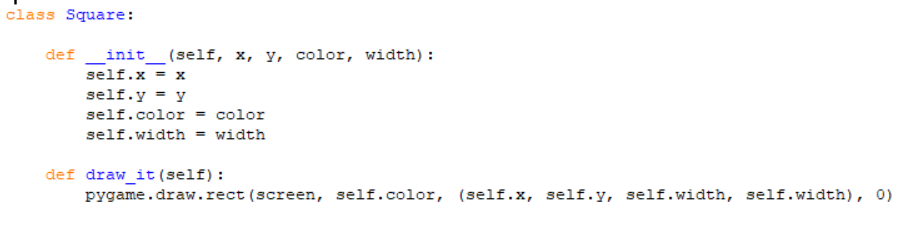 class Square:
    def __init__(self, x, y, color, width):
        self.x = x
        self.y = y
        self.color = color
        self.width = width
    def draw_it(self):
        pygame.draw.rect(screen, self.color, (self.x, self.y, self.width, self.width), 0)